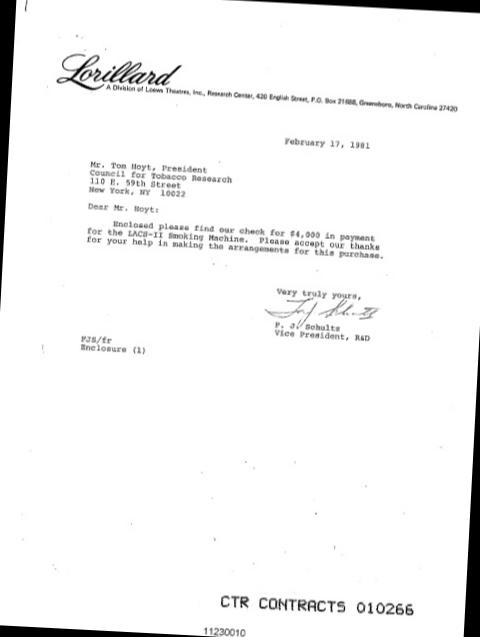 Lorillard
A Division of Loews Theatres, Inc., Research Center, 420 English Street, P.O. Box 21688, Greensboro, North Carolina 27420
February 17, 1981
Mr. Tom Hoyt, President
Council for Tobacco Research
110 E. 59th Street
New York, NY 10022
Dear Mr. Hoyt:
Enclosed please find our check for $4,000 in payment
for the LACS-II Smoking Machine. Please accept our thanks
for your help in making the arrangements for this purchase.
Very truly yours,
F. J. Schultz
Vice President, R&D
FJS/fr
Enclosure (1)
CTR CONTRACTS 010266
11230010